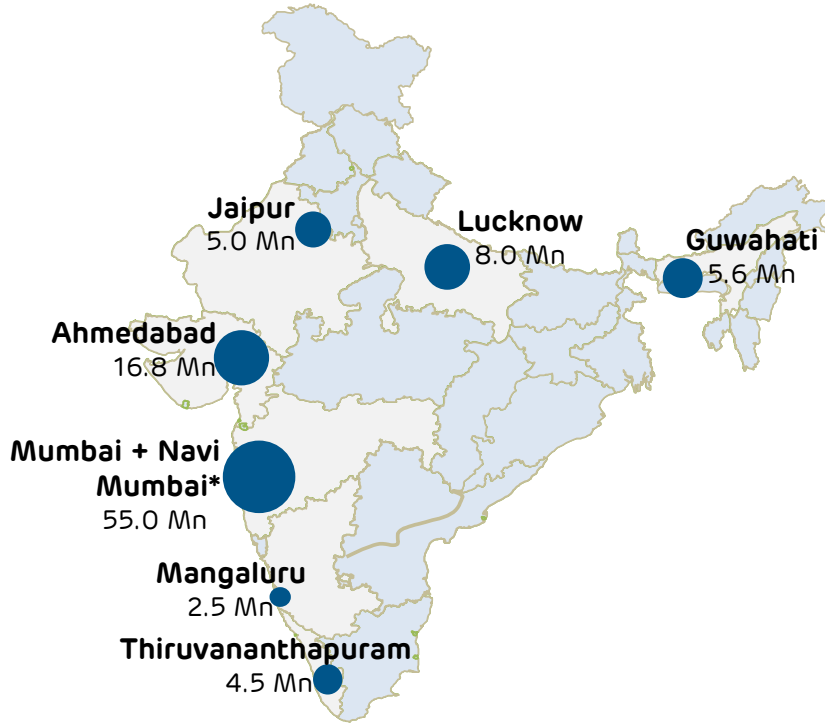 Jaipur
5.0 Mn
Lucknow
8.0 Mn
Guwahati
5.6 Mn
Ahmedabad
16.8 Mn
Mumbai + Navi
Mumbai*
55.0 Mn
Mangaluru
2.5 Mn
Thiruvananthapuram
4.5 Mn